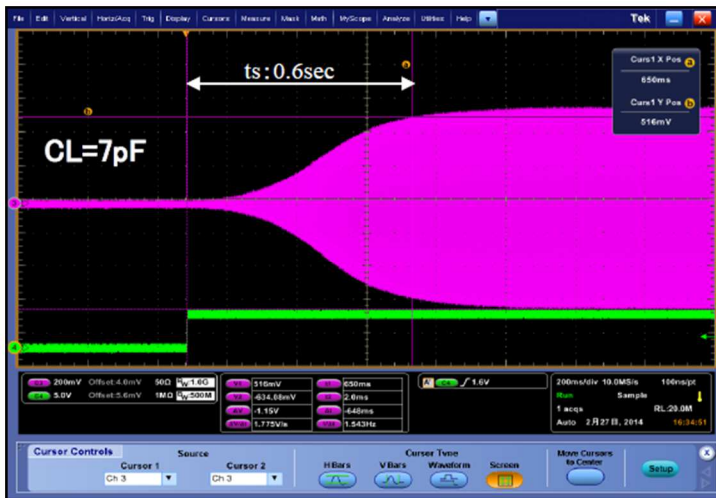 File Edit Vertical Horiz/Acq Trig Display Cursors Measure Mask Math MyScope Analyze Utilities Help Tek
ts:0.6sec
Curs1 X Pos a
650ms
Curs1 Y Pos b
516mV
a
b
CL=7pF
200mV Offset:4.0mV 50Ω BW:1.0G
5.0V Offset:5.6mV 1MΩ BW:500M
516mV
-634.08mV
-1.15V
1.775V/s
650ms
2.0ms
-648ms
1.543Hz
1.6V
200ms/div 10.0MS/s 100ns/pt
Run Sample
1 acqs RL:20.0M
Auto 2月27日, 2014 16:34:51
Cursor Controls
Source
Cursor 1 Cursor 2
Ch 3 Ch 3
Cursor Type
H Bars V Bars Waveform Screen
Move Cursors
to Center
Setup
X